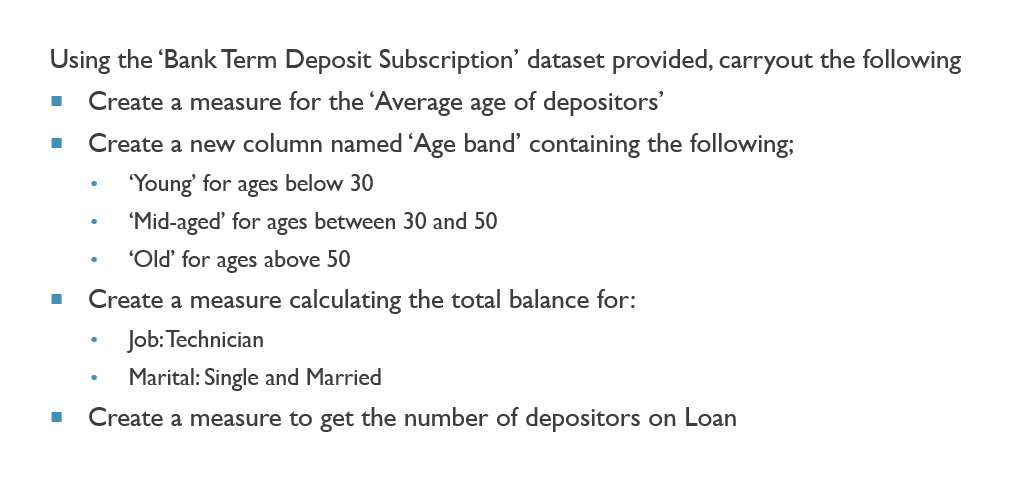 Using the ‘Bank Term Deposit Subscription’ dataset provided, carryout the following
▪ Create a measure for the ‘Average age of depositors’
▪ Create a new column named ‘Age band’ containing the following;
• ‘Young’ for ages below 30
• ‘Mid-aged’ for ages between 30 and 50
• ‘Old’ for ages above 50
▪ Create a measure calculating the total balance for:
• Job: Technician
• Marital: Single and Married
▪ Create a measure to get the number of depositors on Loan